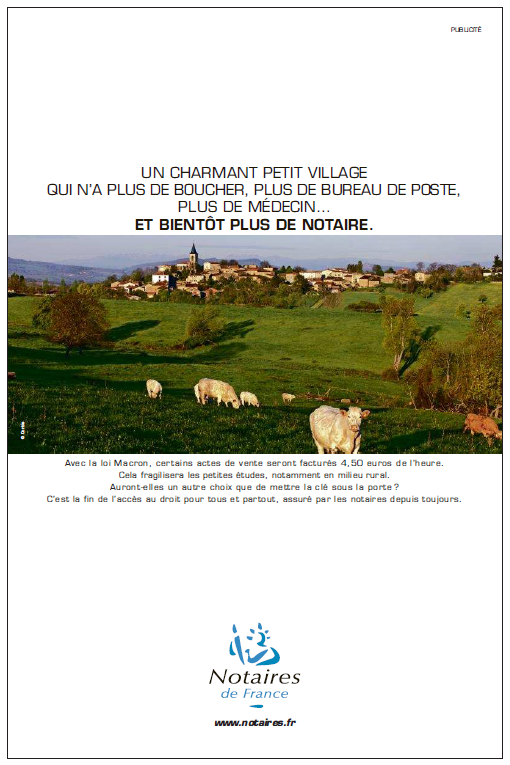 PUBLICITÉ
UN CHARMANT PETIT VILLAGE
QUI N'A PLUS DE BOUCHER, PLUS DE BUREAU DE POSTE,
PLUS DE MÉDECIN...
ET BIENTÔT PLUS DE NOTAIRE.
Avec la loi Macron, certains actes de vente seront facturés 4,50 euros de l'heure.
Cela fragilisera les petites études, notamment en milieu rural.
Auront-elles un autre choix que de mettre la clé sous la porte ?
C'est la fin de l'accès au droit pour tous et partout, assuré par les notaires depuis toujours.
Notaires
de France
www.notaires.fr